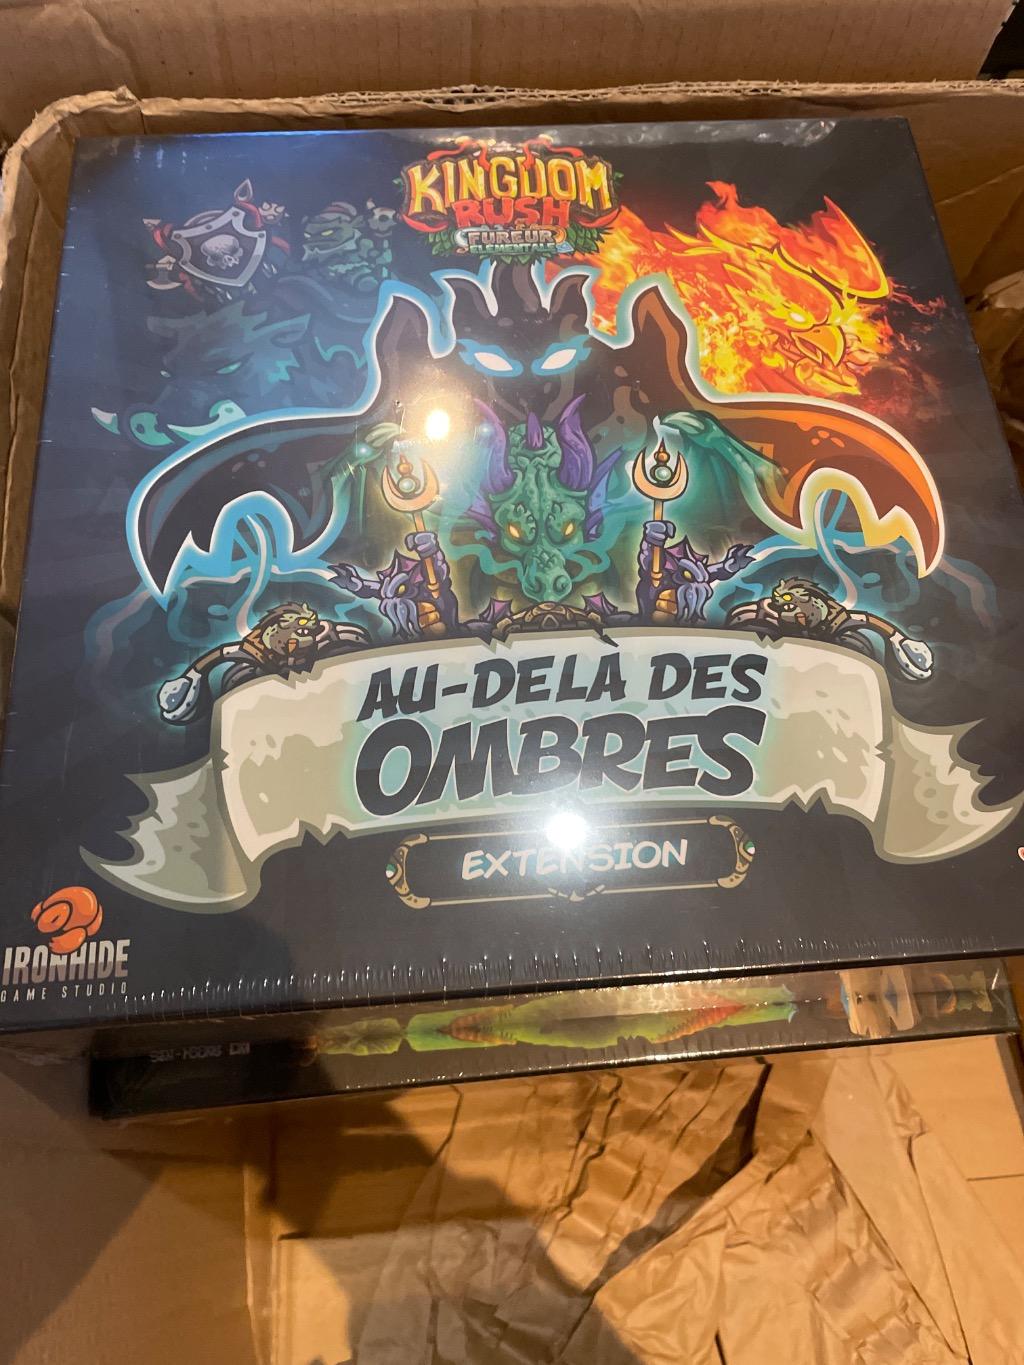 KINGDOM
RUSH
FUREUR
ELEMENTALE
AU-DELÀ DES
OMBRES
EXTENSION
IRONHIDE
GAME STUDIO